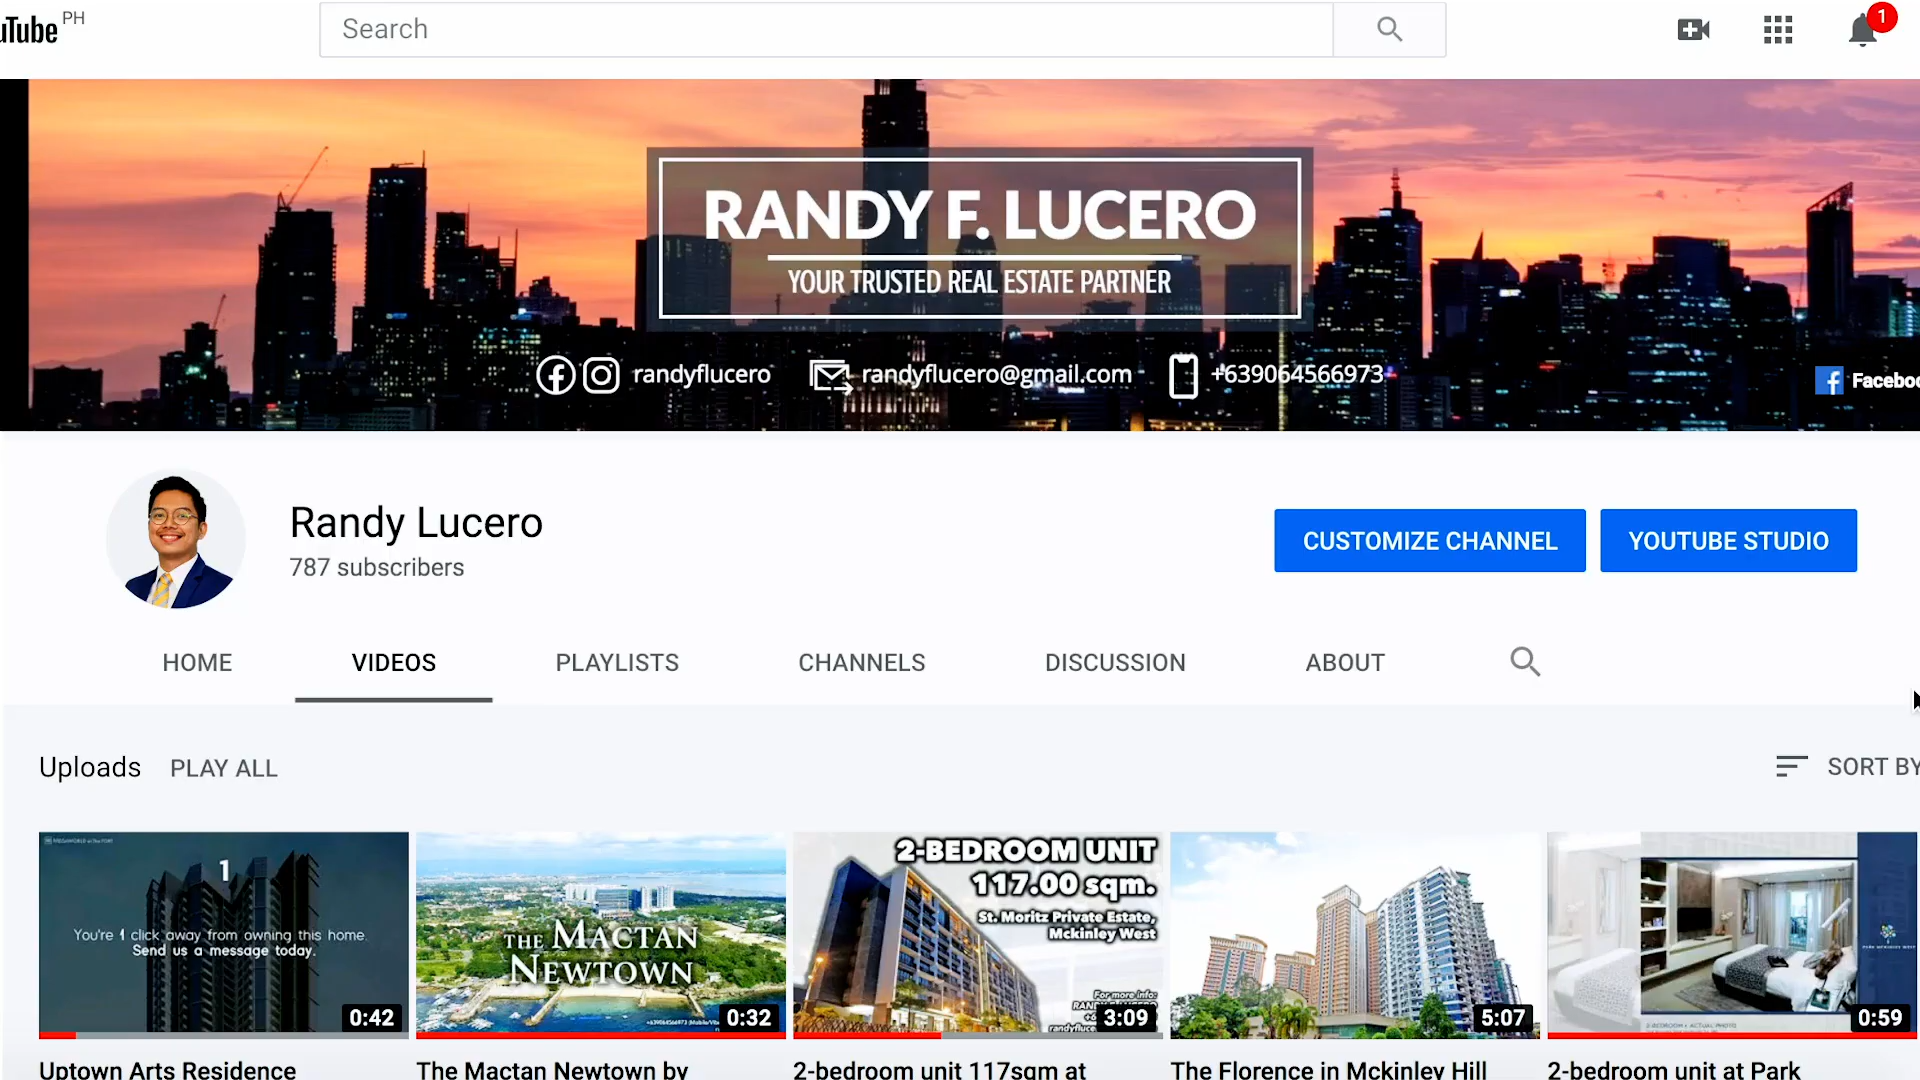 uTube PH
Search
1
RANDY F. LUCERO
YOUR TRUSTED REAL ESTATE PARTNER
randyflucero
randyflucero@gmail.com
+639064566973
Faceboo
Randy Lucero
787 subscribers
CUSTOMIZE CHANNEL
YOUTUBE STUDIO
HOME
VIDEOS
PLAYLISTS
CHANNELS
DISCUSSION
ABOUT
Uploads
PLAY ALL
SORT BY
1
You're 1 click away from owning this home.
Send us a message today.
0:42
THE MACTAN
NEWTOWN
0:32
2-BEDROOM UNIT
117.00 sqm.
St. Moritz Private Estate,
Mckinley West
For more info:
3:09
5:07
0:59
Uptown Arts Residence
The Mactan Newtown by
2-bedroom unit 117sqm at
The Florence in Mckinley Hill
2-bedroom unit at Park